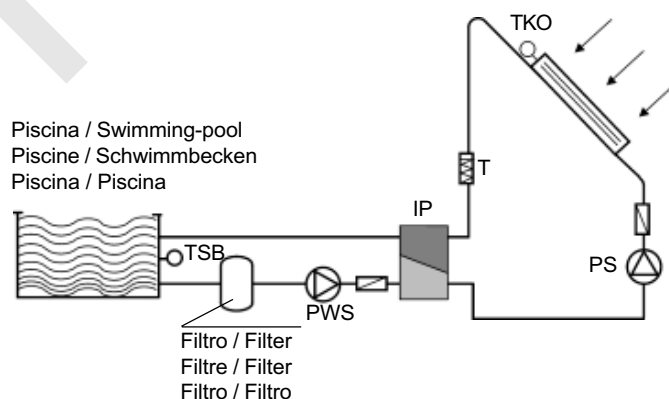 TKO
Piscina / Swimming-pool
Piscine / Schwimmbecken
Piscina / Piscina
T
IP
TSB
PS
PWS
Filtro / Filter
Filtre / Filter
Filtro / Filtro